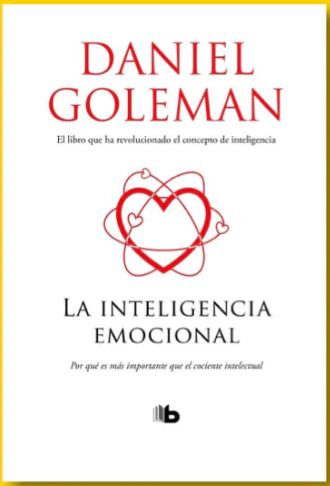 DANIEL
GOLEMAN
El libro que ha revolucionado el concepto de inteligencia
LA INTELIGENCIA
EMOCIONAL
Por qué es más importante que el cociente intelectual
b